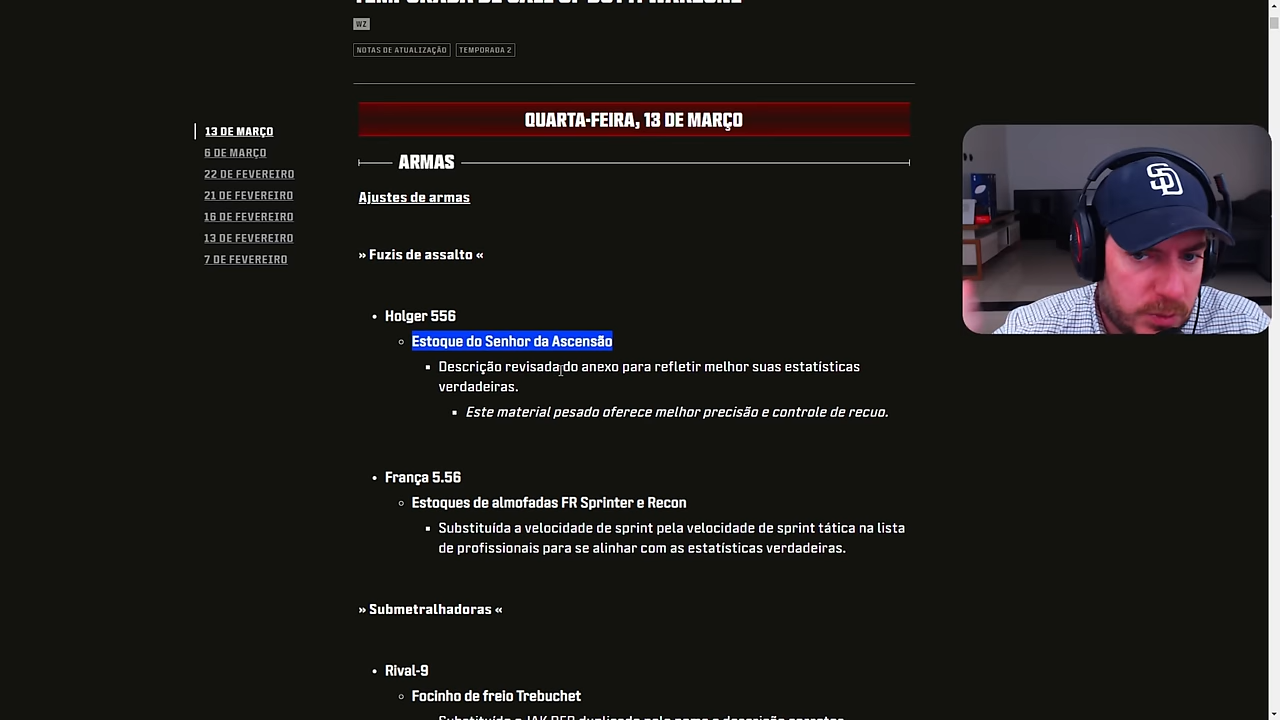 WZ
NOTAS DE ATUALIZAÇÃO TEMPORADA 2
QUARTA-FEIRA, 13 DE MARÇO
13 DE MARÇO
6 DE MARÇO
22 DE FEVEREIRO
21 DE FEVEREIRO
16 DE FEVEREIRO
13 DE FEVEREIRO
7 DE FEVEREIRO
ARMAS
Ajustes de armas
» Fuzis de assalto «
Holger 556
Estoque do Senhor da Ascensão
Descrição revisada do anexo para refletir melhor suas estatísticas
verdadeiras.
Este material pesado oferece melhor precisão e controle de recuo.
França 5.56
Estoques de almofadas FR Sprinter e Recon
Substituída a velocidade de sprint pela velocidade de sprint tática na lista
de profissionais para se alinhar com as estatísticas verdadeiras.
» Submetralhadoras «
Rival-9
Focinho de freio Trebuchet
SD